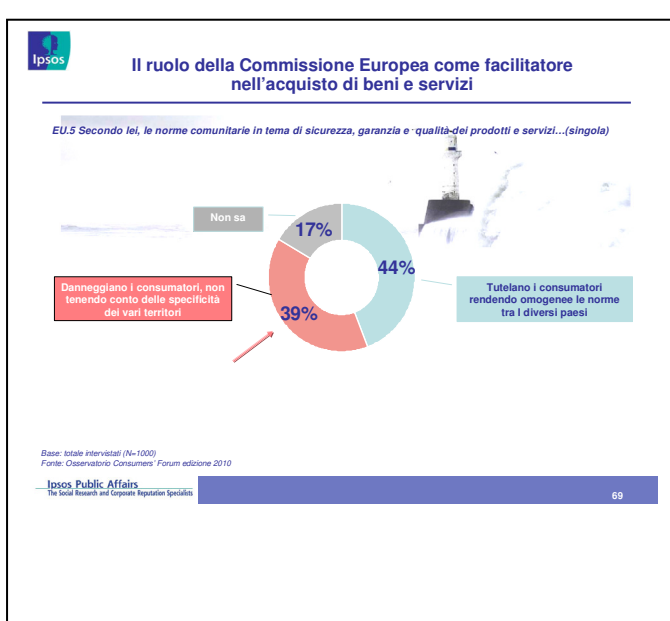 Ipsos
Il ruolo della Commissione Europea come facilitatore
nell'acquisto di beni e servizi
EU.5 Secondo lei, le norme comunitarie in tema di sicurezza, garanzia e qualità dei prodotti e servizi…(singola)
Non sa
17%
44%
Danneggiano i consumatori, non
tenendo conto delle specificità
dei vari territori
39%
Tutelano i consumatori
rendendo omogenee le norme
tra I diversi paesi
Base: totale intervistati (N=1000)
Fonte: Osservatorio Consumers' Forum edizione 2010
Ipsos Public Affairs
The Social Research and Corporate Reputation Specialists
69